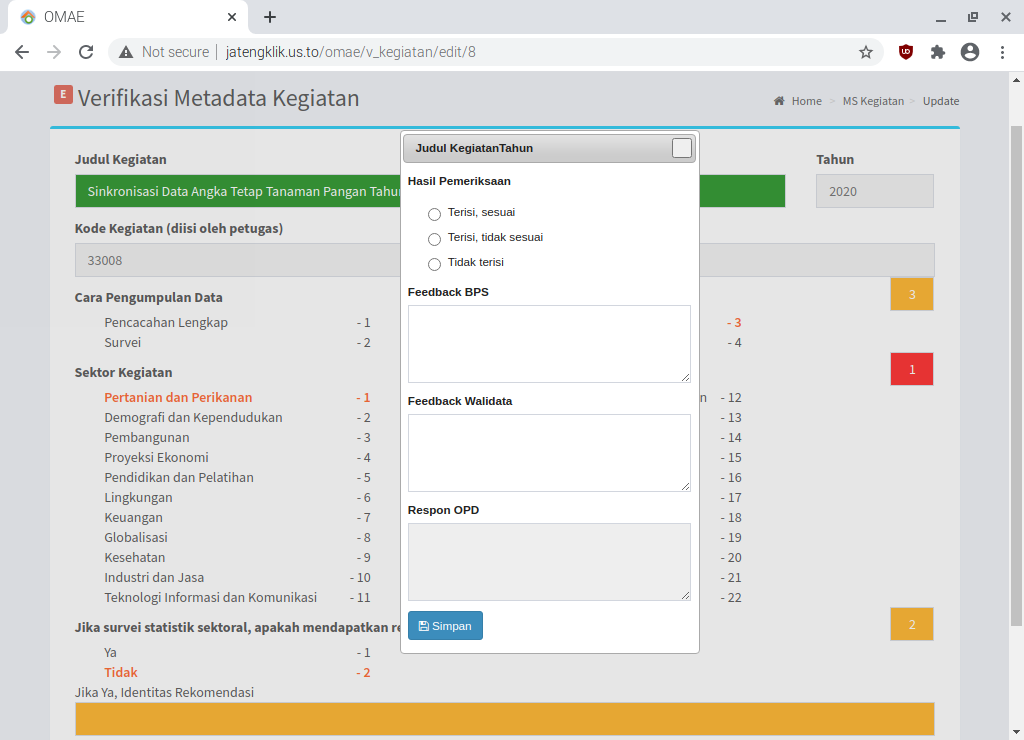 OMAE
Not secure | jatengklik.us.to/omae/v_kegiatan/edit/8
E Verifikasi Metadata Kegiatan
Home > MS Kegiatan > Update
Judul Kegiatan
Tahun
Sinkronisasi Data Angka Tetap Tanaman Pangan Tahu
2020
Kode Kegiatan (diisi oleh petugas)
33008
Cara Pengumpulan Data
3
Pencacahan Lengkap - 1
- 3
Survei - 2
- 4
Sektor Kegiatan
1
Pertanian dan Perikanan - 1
n - 12
Demografi dan Kependudukan - 2
- 13
Pembangunan - 3
- 14
Proyeksi Ekonomi - 4
- 15
Pendidikan dan Pelatihan - 5
- 16
Lingkungan - 6
- 17
Keuangan - 7
- 18
Globalisasi - 8
- 19
Kesehatan - 9
- 20
Industri dan Jasa - 10
- 21
Teknologi Informasi dan Komunikasi - 11
- 22
Jika survei statistik sektoral, apakah mendapatkan re
2
Ya - 1
Tidak - 2
Jika Ya, Identitas Rekomendasi
Judul KegiatanTahun
Hasil Pemeriksaan
Terisi, sesuai
Terisi, tidak sesuai
Tidak terisi
Feedback BPS
Feedback Walidata
Respon OPD
Simpan